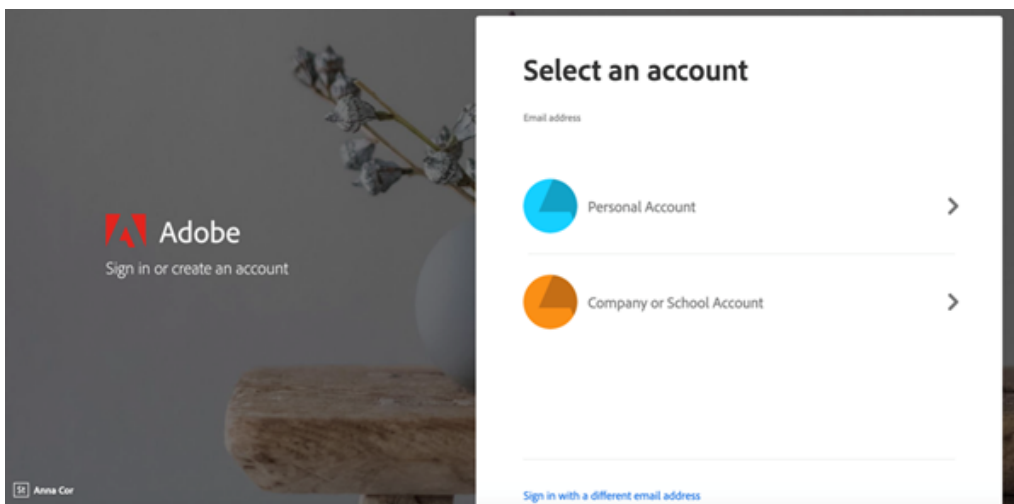 Adobe
Sign in or create an account
St Anna Cor
Select an account
Email address
Personal Account
Company or School Account
Sign in with a different email address